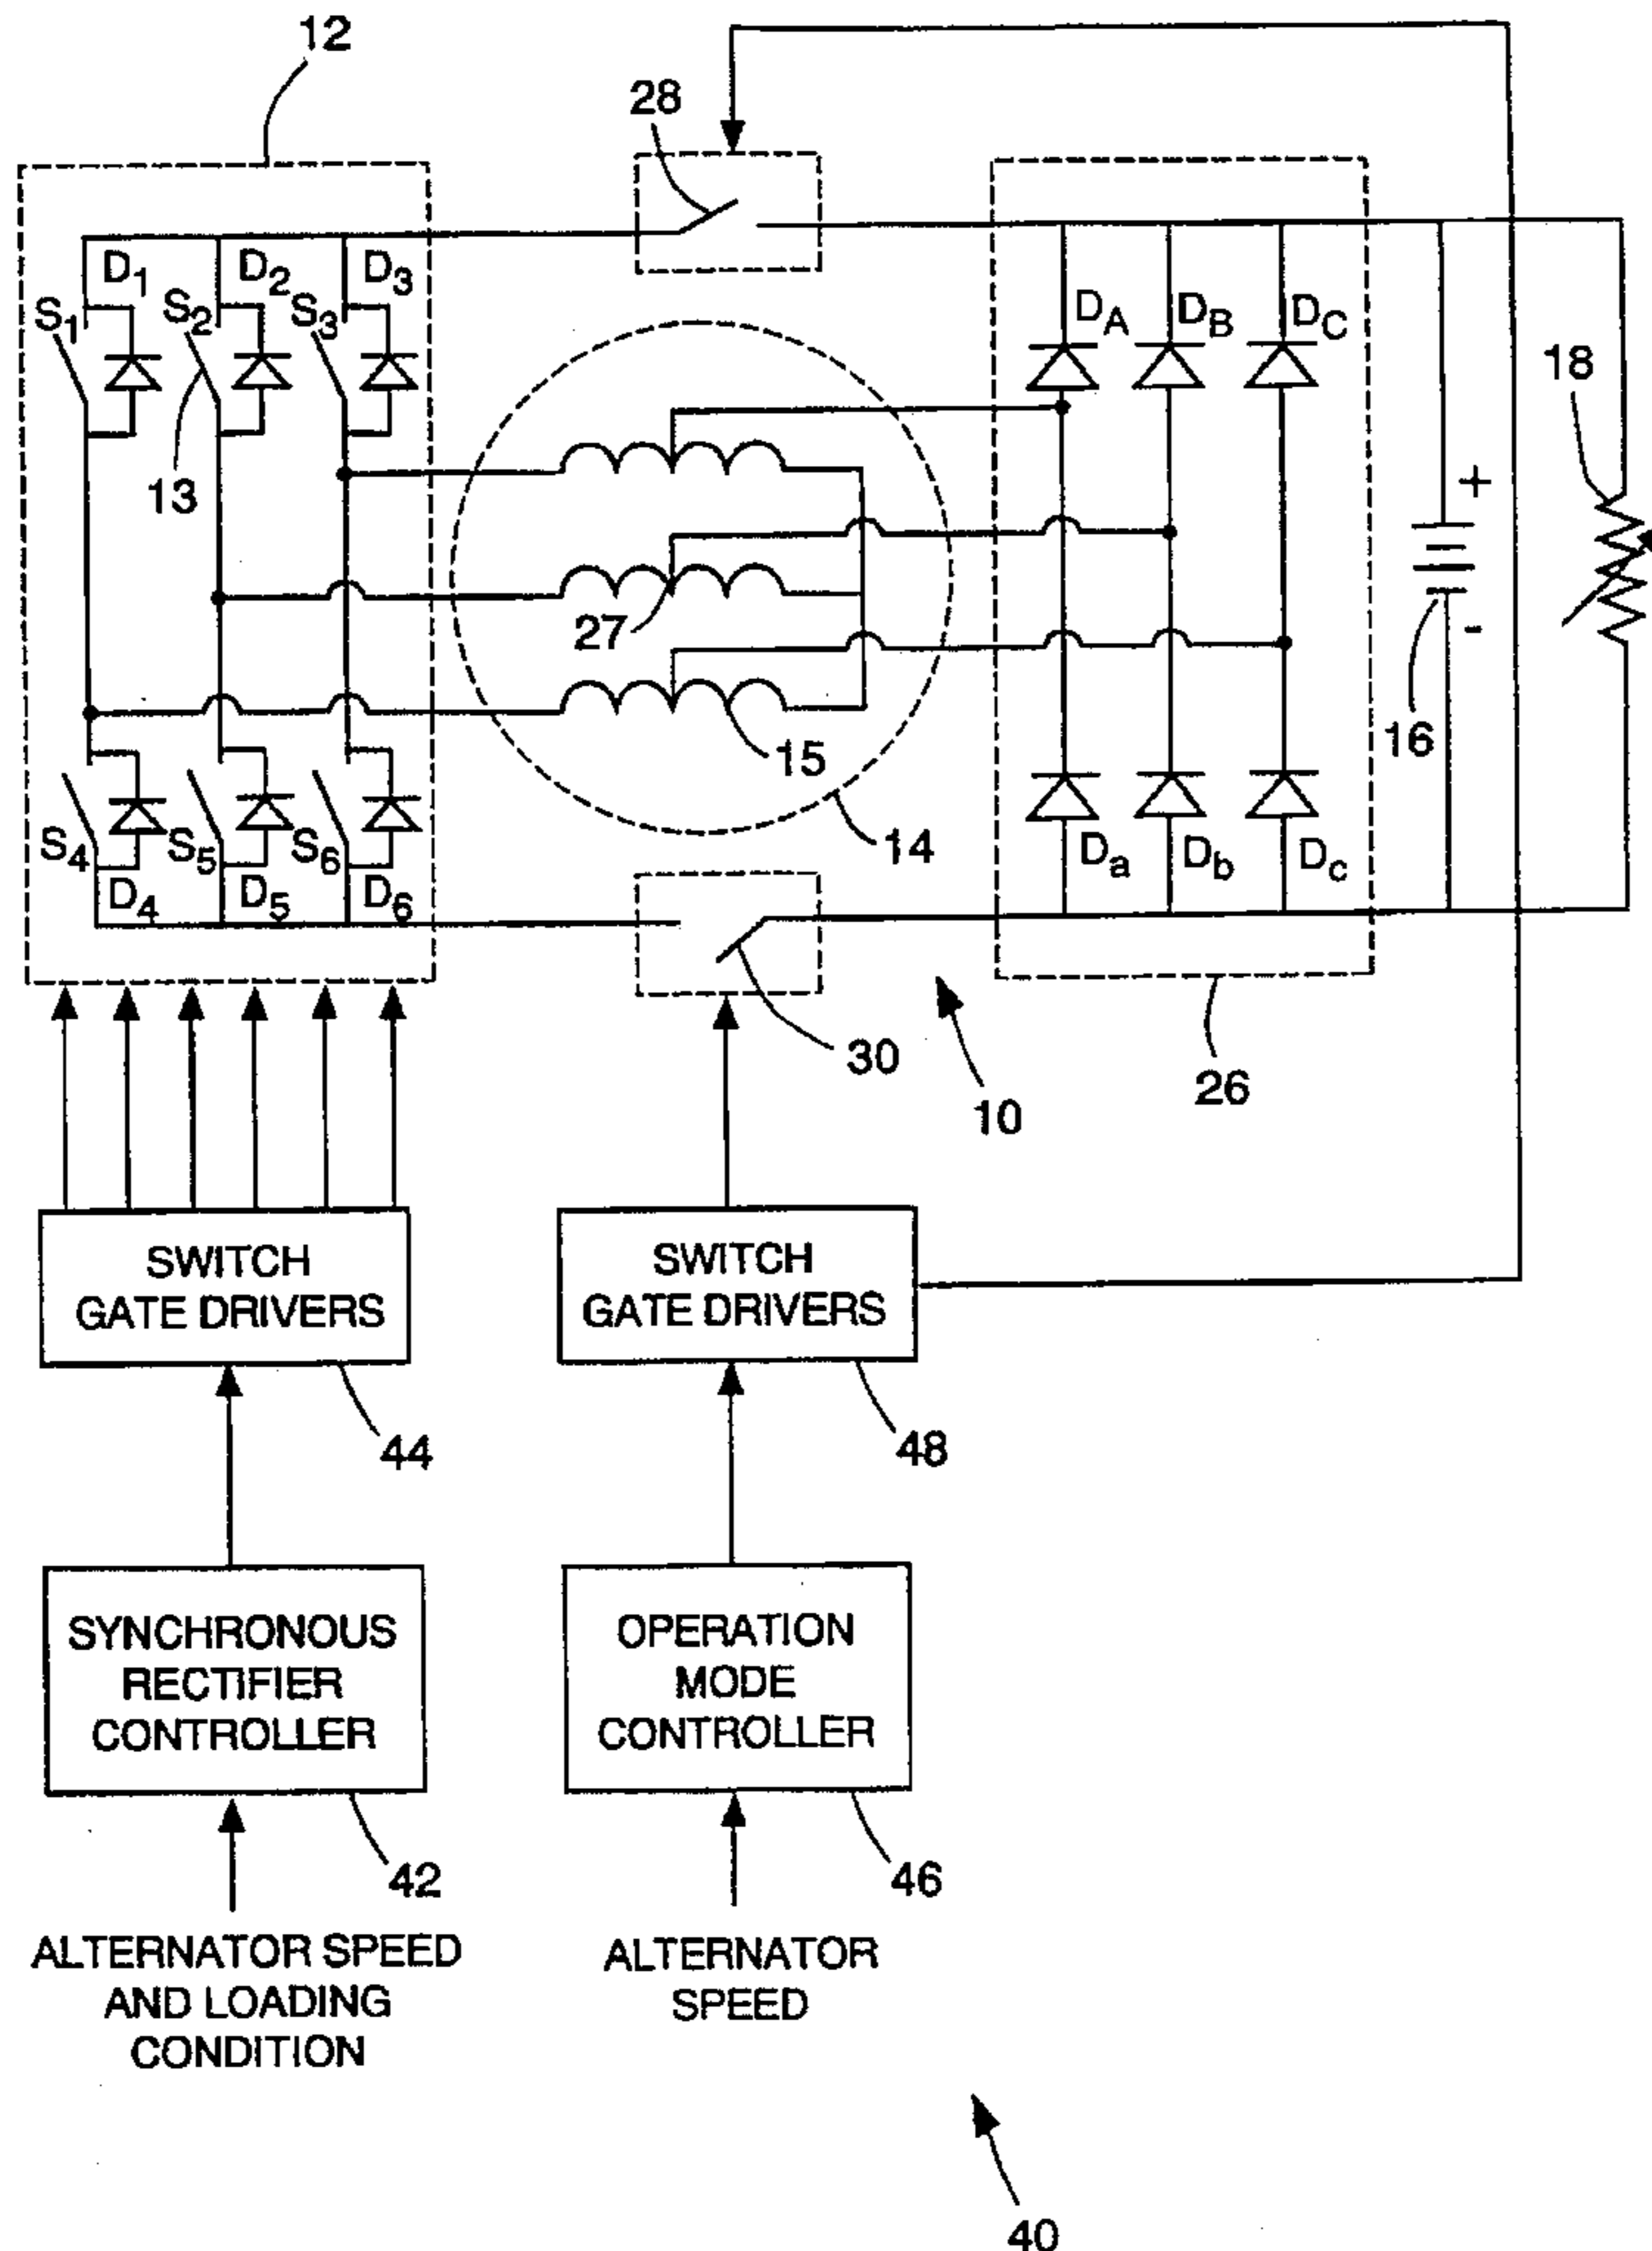 12
28
D1 D2 D3
S1 S2 S3
DA DB DC
18
13
+
27
-
16
15
14
S4 S5 S6
D4 D5 D6
Da Db Dc
30
10
26
SWITCH
GATE DRIVERS
44
SWITCH
GATE DRIVERS
48
SYNCHRONOUS
RECTIFIER
CONTROLLER
42
OPERATION
MODE
CONTROLLER
46
ALTERNATOR SPEED
AND LOADING
CONDITION
ALTERNATOR
SPEED
40